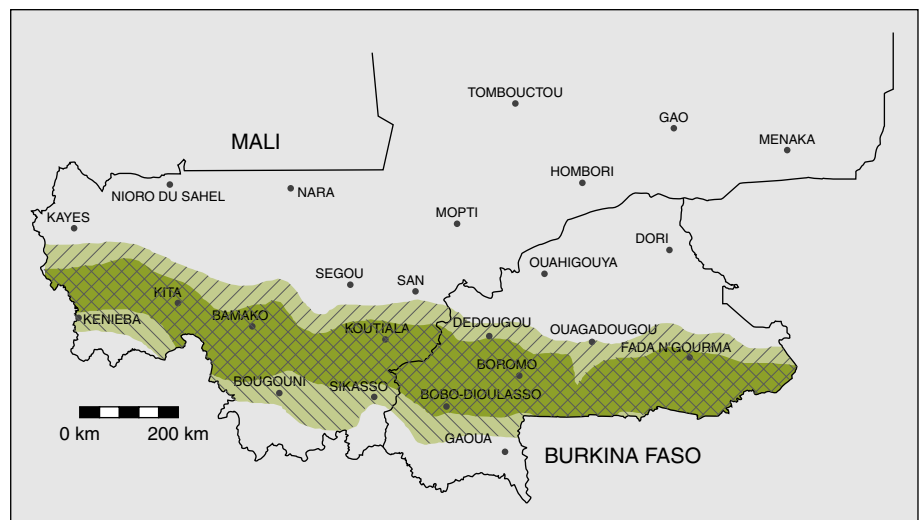 TOMBOUCTOU
GAO
MALI
MENAKA
HOMBORI
NIORO DU SAHEL
NARA
KAYES
MOPTI
DORI
OUAHIGOUYA
SEGOU
SAN
KITA
KENIEBA
BAMAKO
DEDOUGOU
OUAGADOUGOU
KOUTIALA
FADA N'GOURMA
BOROMO
BOUGOUNI
SIKASSO
BOBO-DIOULASSO
0 km 200 km
GAOUA
BURKINA FASO